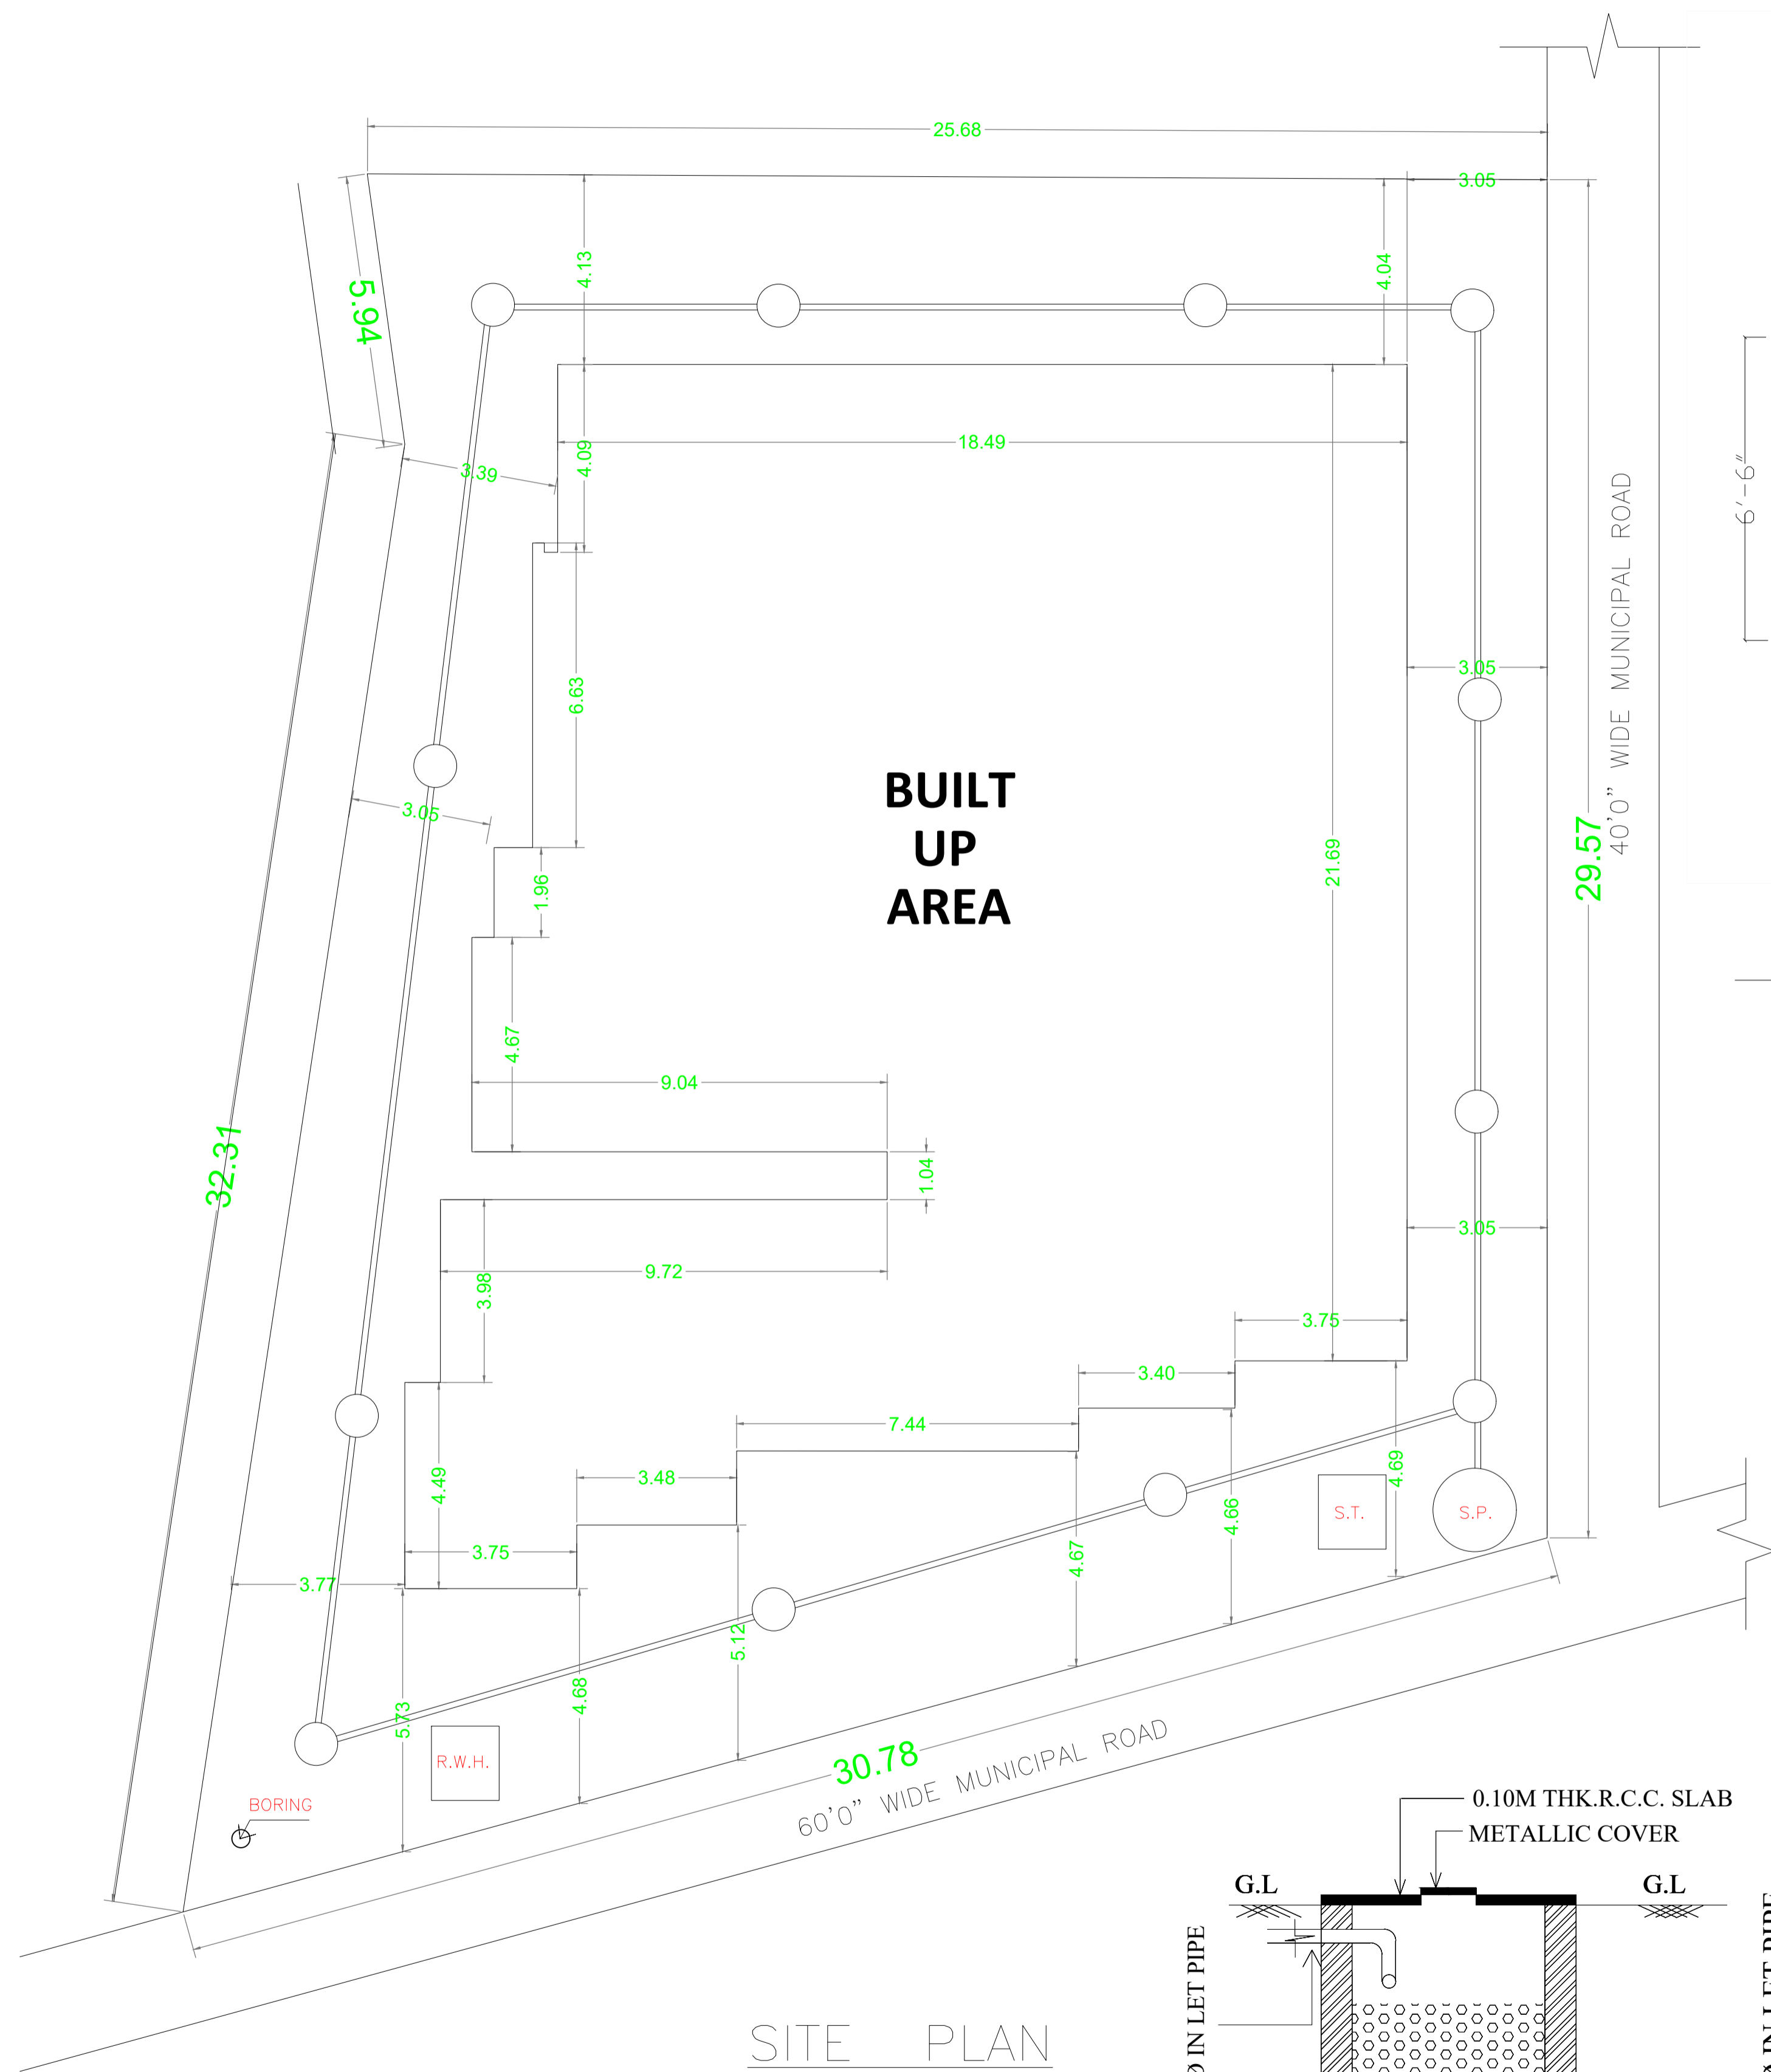 25.68
3.05
4.13
4.04
5.94
4.09
18.49
3.39
6'-6"
40'0" WIDE MUNICIPAL ROAD
3.05
6.63
BUILT
UP
AREA
3.05
21.69
29.57
1.96
4.67
9.04
32.31
1.04
3.05
9.72
3.98
3.75
3.40
7.44
3.48
4.49
4.69
4.66
S.T.
S.P.
3.75
4.67
3.77
5.12
4.68
5.73
R.W.H.
30.78
60'0" WIDE MUNICIPAL ROAD
BORING
0.10M THK.R.C.C. SLAB
METALLIC COVER
G.L
G.L
Ø IN LET PIPE
IN LET PIPE
SITE PLAN